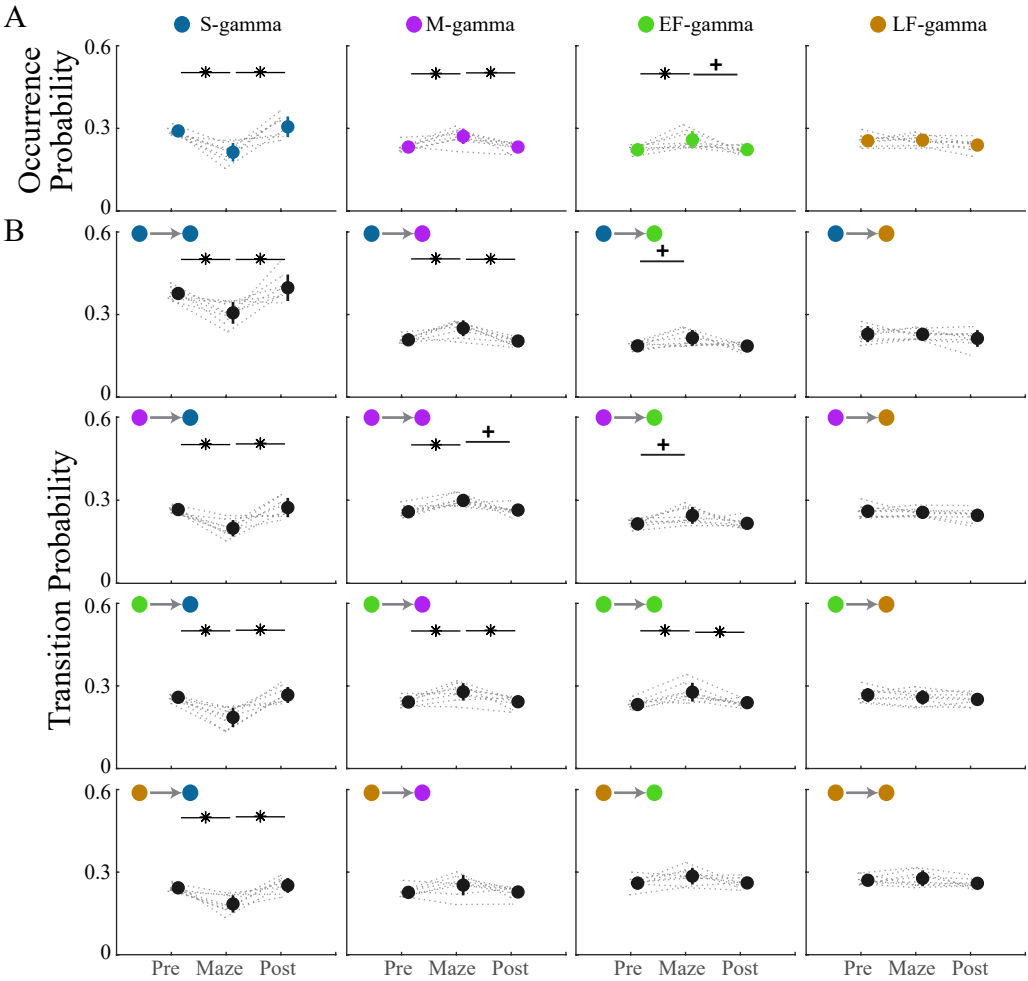 A
S-gamma
M-gamma
EF-gamma
LF-gamma
Occurrence
Probability
0.6
0.3
0
* *
* *
* +
B
Transition Probability
0.6
0.3
0
* *
* *
+
0.6
0.3
0
* *
* +
+
0.6
0.3
0
* *
* *
* *
0.6
0.3
0
* *
Pre Maze Post
Pre Maze Post
Pre Maze Post
Pre Maze Post